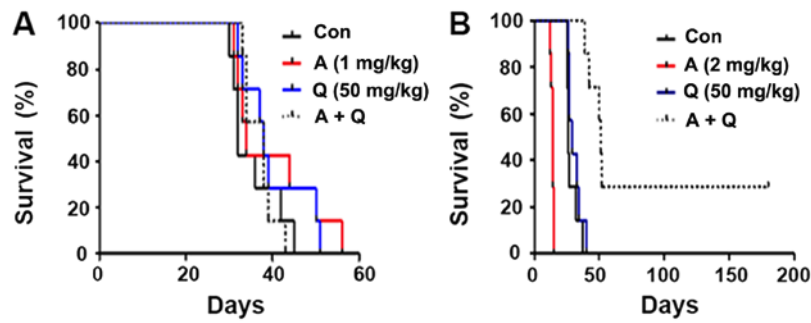 A
Survival (%)
100
80
60
40
20
0
0 20 40 60
Days
Con
A (1 mg/kg)
Q (50 mg/kg)
A + Q
B
Survival (%)
100
80
60
40
20
0
0 50 100 150 200
Days
Con
A (2 mg/kg)
Q (50 mg/kg)
A + Q